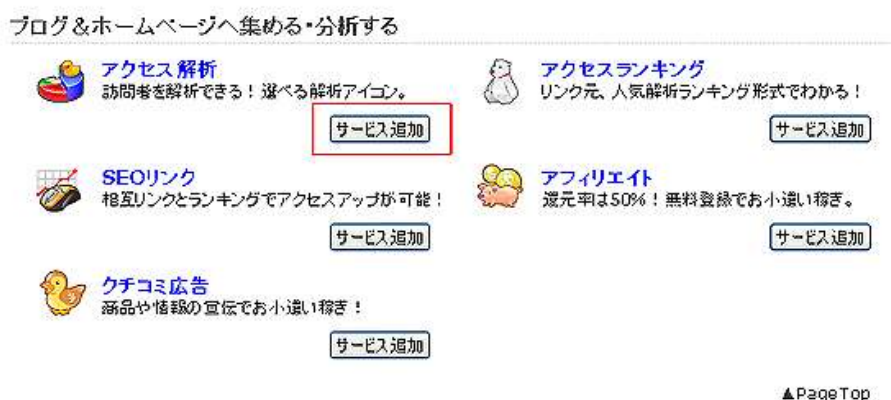 ブログ&ホームページへ集める・分析する
アクセス解析
訪問者を解析できる！選べる解析アイコン。
サービス追加
アクセスランキング
リンク元、人気解析ランキング形式でわかる！
サービス追加
SEOリンク
相互リンクとランキングでアクセスアップが可能！
サービス追加
アフィリエイト
還元率は50%！無料登録でお小遣い稼ぎ。
サービス追加
クチコミ広告
商品や情報の宣伝でお小遣い稼ぎ！
サービス追加
▲PageTop